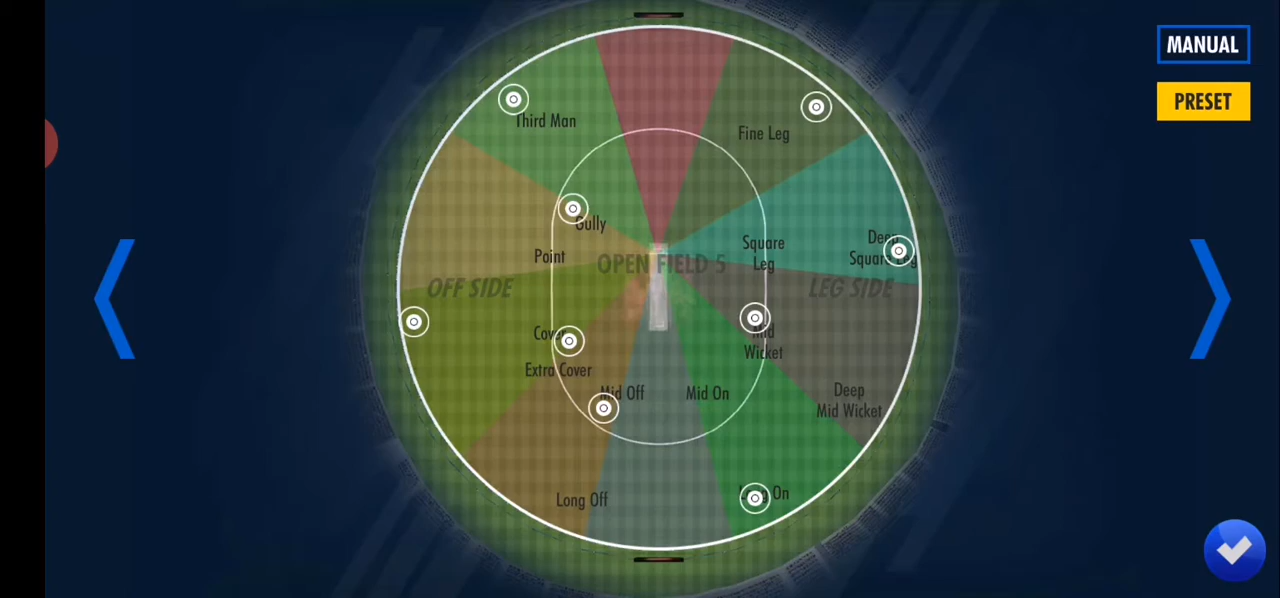 MANUAL
PRESET
Third Man
Fine Leg
Gully
Point
Square
Leg
Deep
Square Leg
OPEN FIELD 5
OFF SIDE
LEG SIDE
Cover
Mid
Wicket
Extra Cover
Mid Off
Mid On
Deep
Mid Wicket
Long Off
Long On